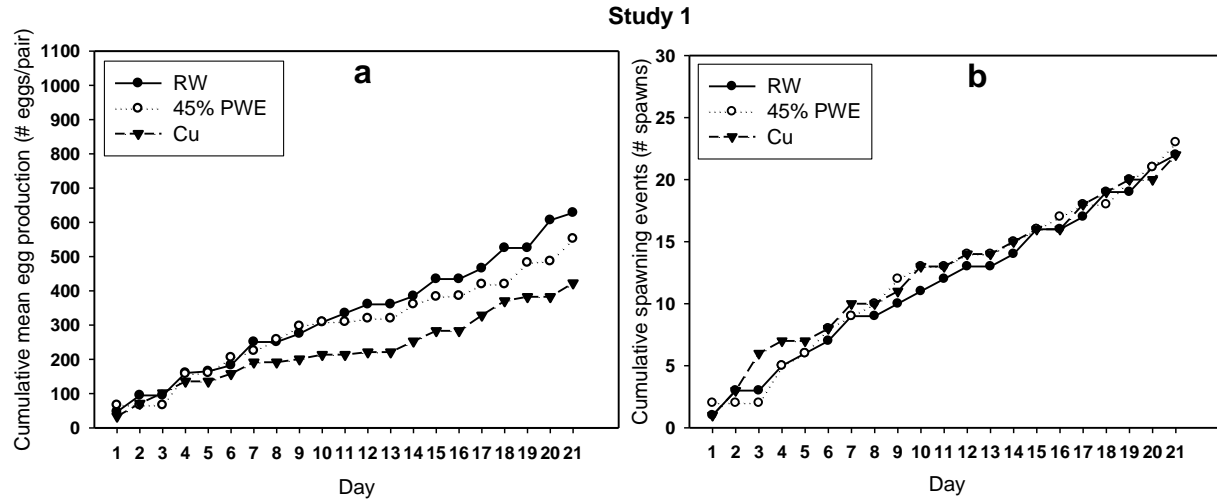 Study 1
Cumulative mean egg production (# eggs/pair)
1100
1000
900
800
700
600
500
400
300
200
100
0
a
RW
45% PWE
Cu
1 2 3 4 5 6 7 8 9 10 11 12 13 14 15 16 17 18 19 20 21
Day
Cumulative spawning events (# spawns)
30
25
20
15
10
5
0
b
RW
45% PWE
Cu
1 2 3 4 5 6 7 8 9 10 11 12 13 14 15 16 17 18 19 20 21
Day